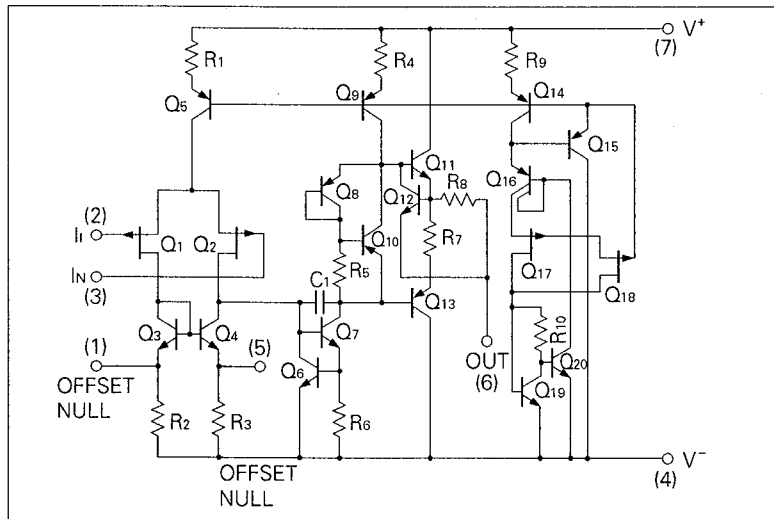 V+
(7)
R1
R4
R9
Q5
Q9
Q14
Q15
Q11
Q8
Q12
R8
Q16
(2)
II
Q1
Q2
Q10
R7
Q17
Q18
IN
(3)
R5
C1
Q13
Q3
Q4
Q7
R10
(1)
(5)
Q6
OUT
(6)
Q20
Q19
OFFSET
NULL
R2
R3
R6
OFFSET
NULL
V-
(4)